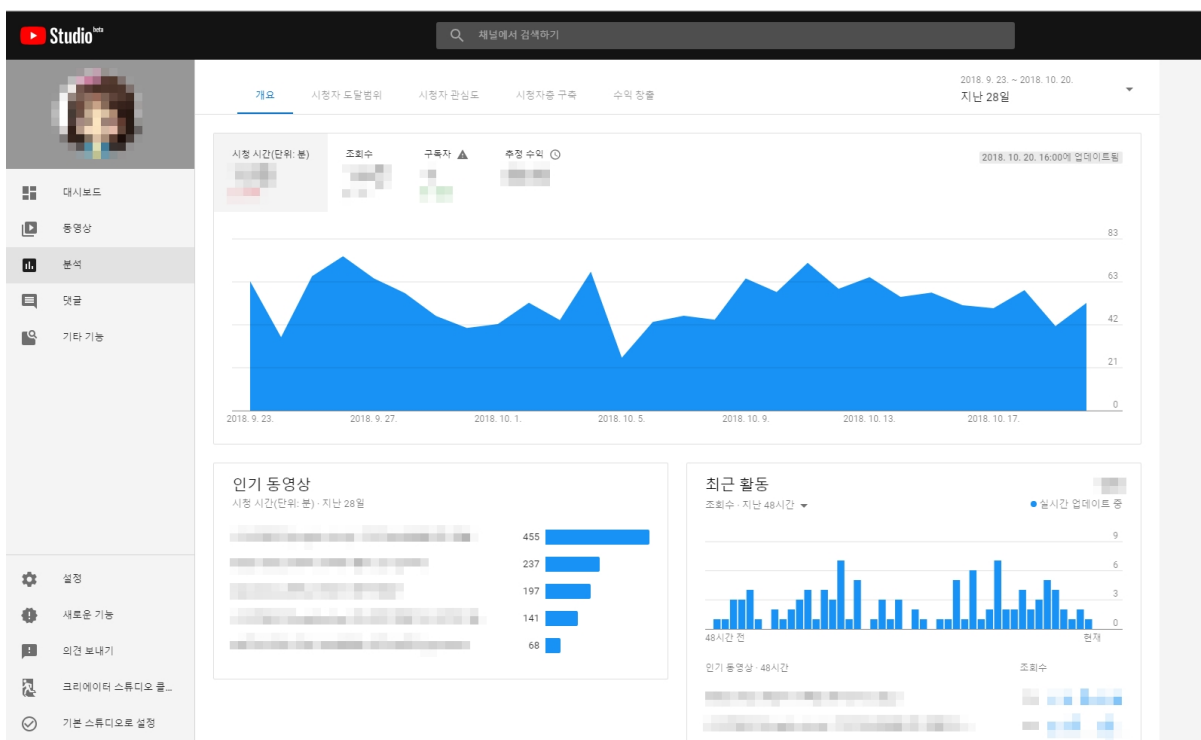 Studio beta
채널에서 검색하기
개요 시청자 도달범위 시청자 관심도 시청자층 구축 수익 창출
2018. 9. 23. ~ 2018. 10. 20.
지난 28일
시청 시간(단위: 분) 조회수 구독자 추정 수익
2018. 10. 20. 16:00에 업데이트됨
대시보드
동영상
분석
댓글
기타 기능
83
63
42
21
0
2018. 9. 23. 2018. 9. 27. 2018. 10. 1. 2018. 10. 5. 2018. 10. 9. 2018. 10. 13. 2018. 10. 17.
인기 동영상
시청 시간(단위: 분) · 지난 28일
455
237
197
141
68
최근 활동
조회수 · 지난 48시간
실시간 업데이트 중
9
6
3
0
48시간 전 현재
인기 동영상 · 48시간 조회수
설정
새로운 기능
의견 보내기
크리에이터 스튜디오 클...
기본 스튜디오로 설정